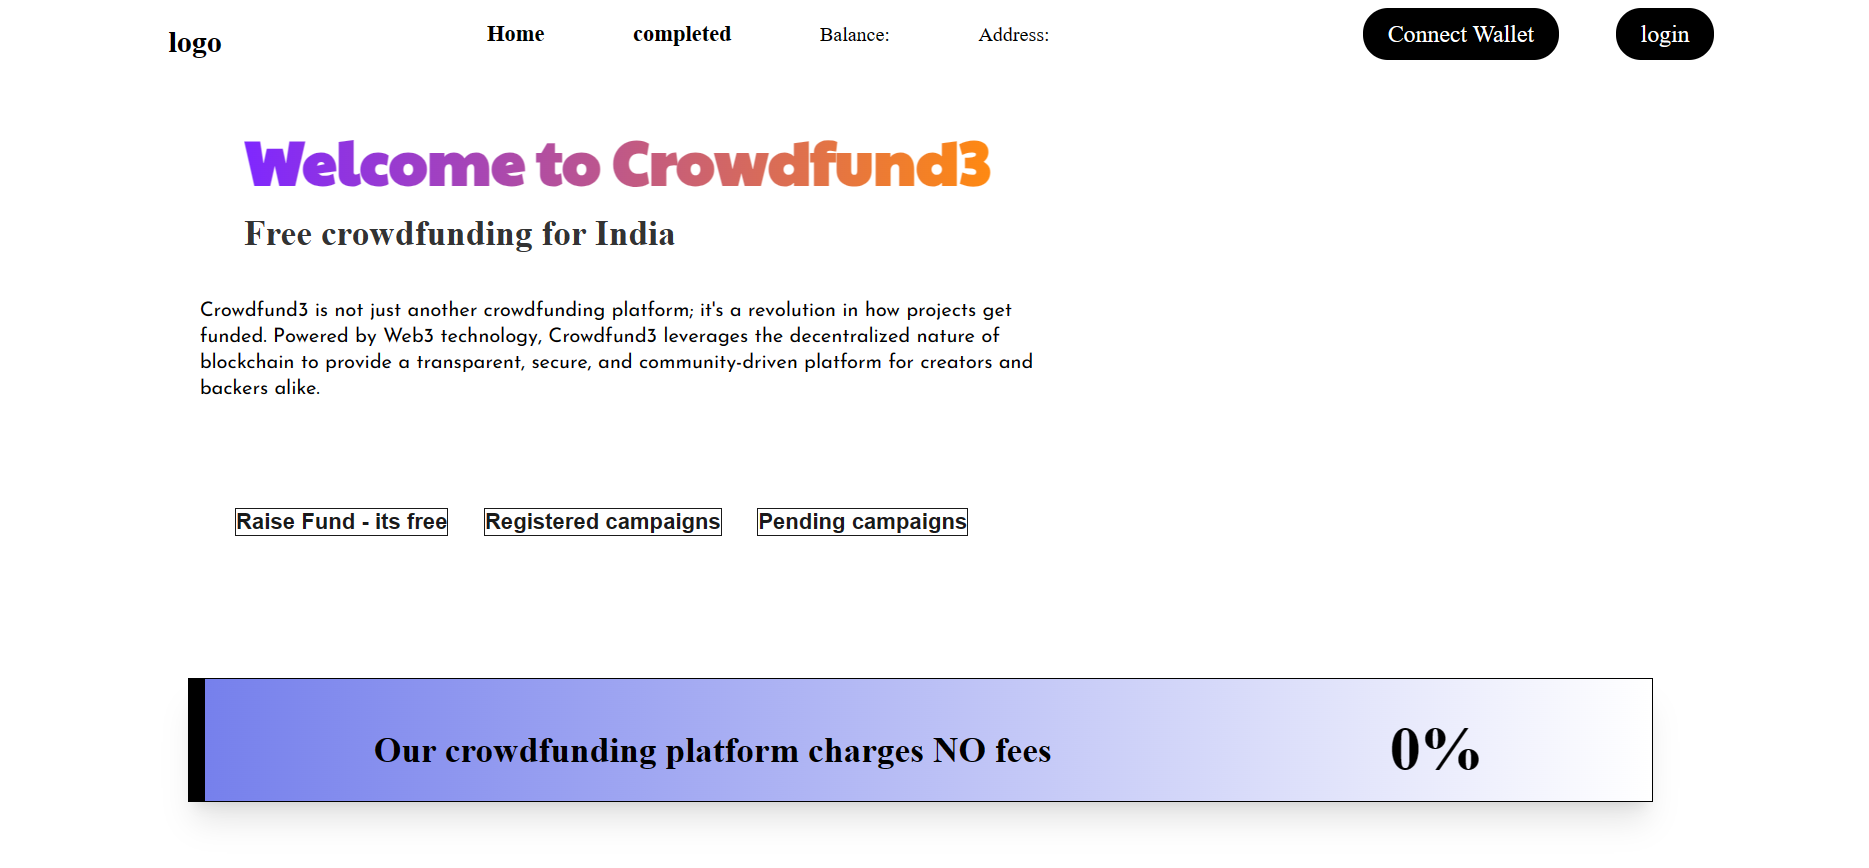 logo
Home completed Balance: Address:
Connect Wallet login
Welcome to Crowdfund3
Free crowdfunding for India
Crowdfund3 is not just another crowdfunding platform; it's a revolution in how projects get
funded. Powered by Web3 technology, Crowdfund3 leverages the decentralized nature of
blockchain to provide a transparent, secure, and community-driven platform for creators and
backers alike.
Raise Fund - its free Registered campaigns Pending campaigns
Our crowdfunding platform charges NO fees 0%